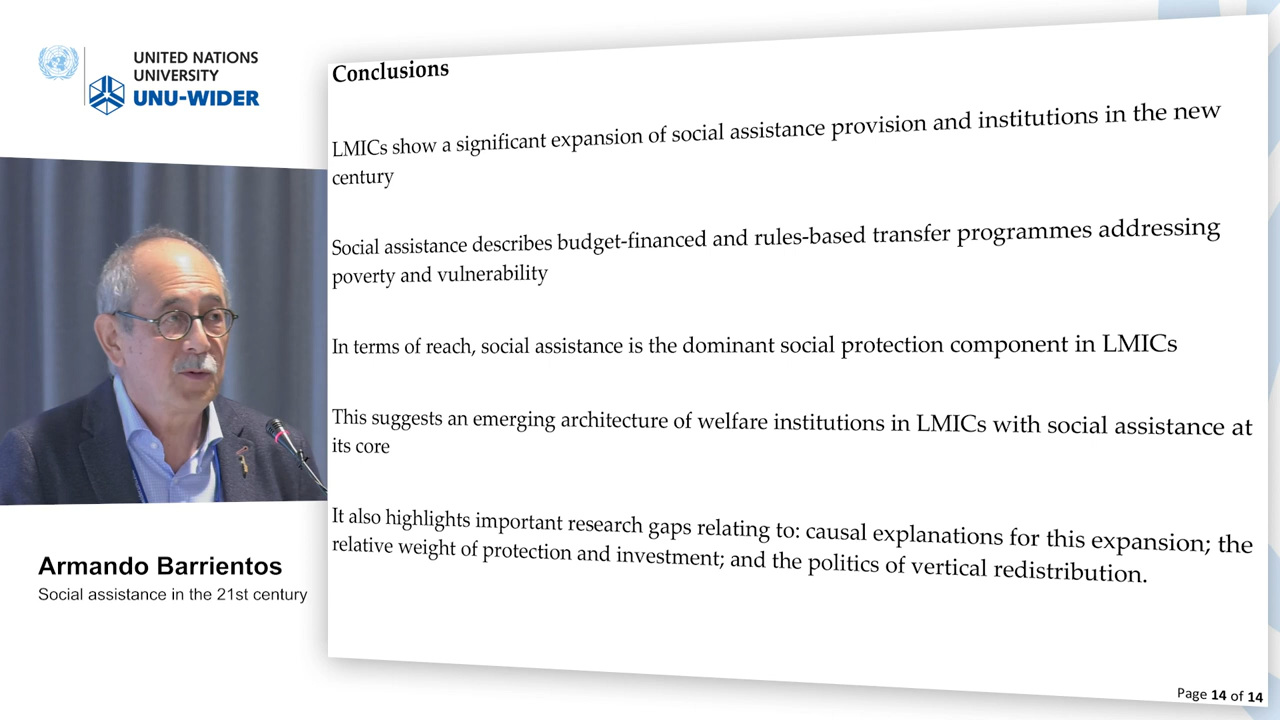 UNITED NATIONS
UNIVERSITY
UNU-WIDER
Armando Barrientos
Social assistance in the 21st century
Conclusions
LMICs show a significant expansion of social assistance provision and institutions in the new
century
Social assistance describes budget-financed and rules-based transfer programmes addressing
poverty and vulnerability
In terms of reach, social assistance is the dominant social protection component in LMICs
This suggests an emerging architecture of welfare institutions in LMICs with social assistance at
its core
It also highlights important research gaps relating to: causal explanations for this expansion; the
relative weight of protection and investment; and the politics of vertical redistribution.
Page 14 of 14